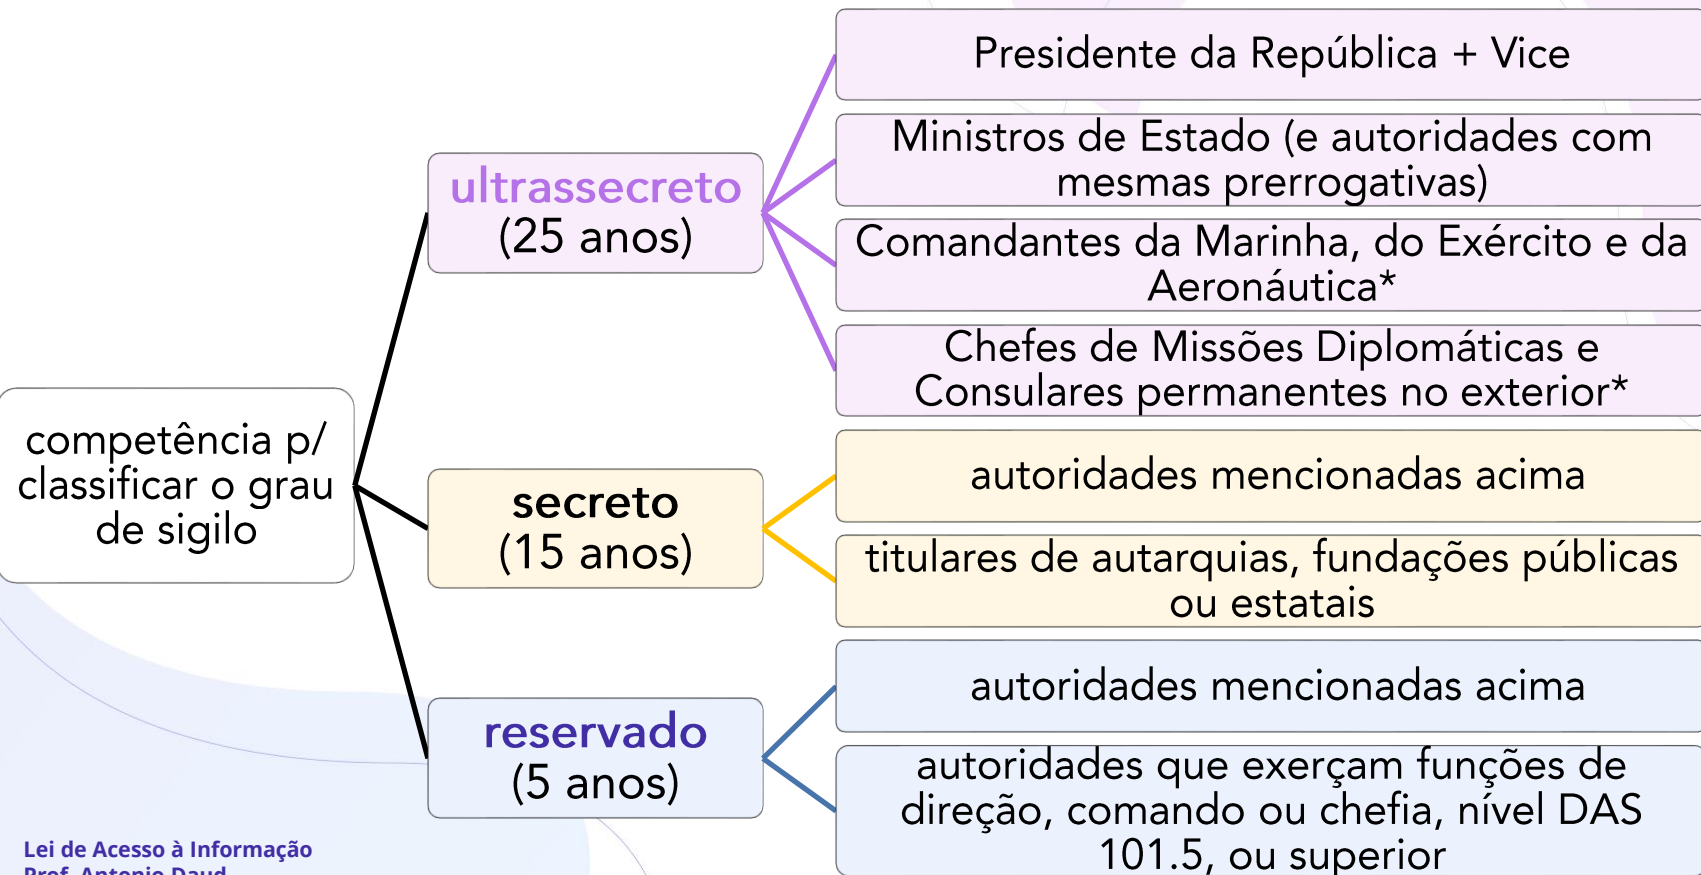 competência p/
classificar o grau
de sigilo
ultrassecreto
(25 anos)
Presidente da República + Vice
Ministros de Estado (e autoridades com
mesmas prerrogativas)
Comandantes da Marinha, do Exército e da
Aeronáutica*
Chefes de Missões Diplomáticas e
Consulares permanentes no exterior*
secreto
(15 anos)
autoridades mencionadas acima
titulares de autarquias, fundações públicas
ou estatais
reservado
(5 anos)
autoridades mencionadas acima
autoridades que exerçam funções de
direção, comando ou chefia, nível DAS
101.5, ou superior
Lei de Acesso à Informação
Prof. Antonio Daud